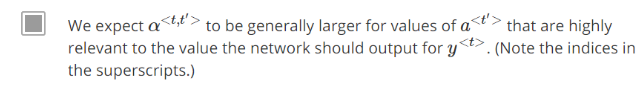 We expect α<t,t'> to be generally larger for values of a<t'> that are highly
relevant to the value the network should output for y<t>. (Note the indices in
the superscripts.)